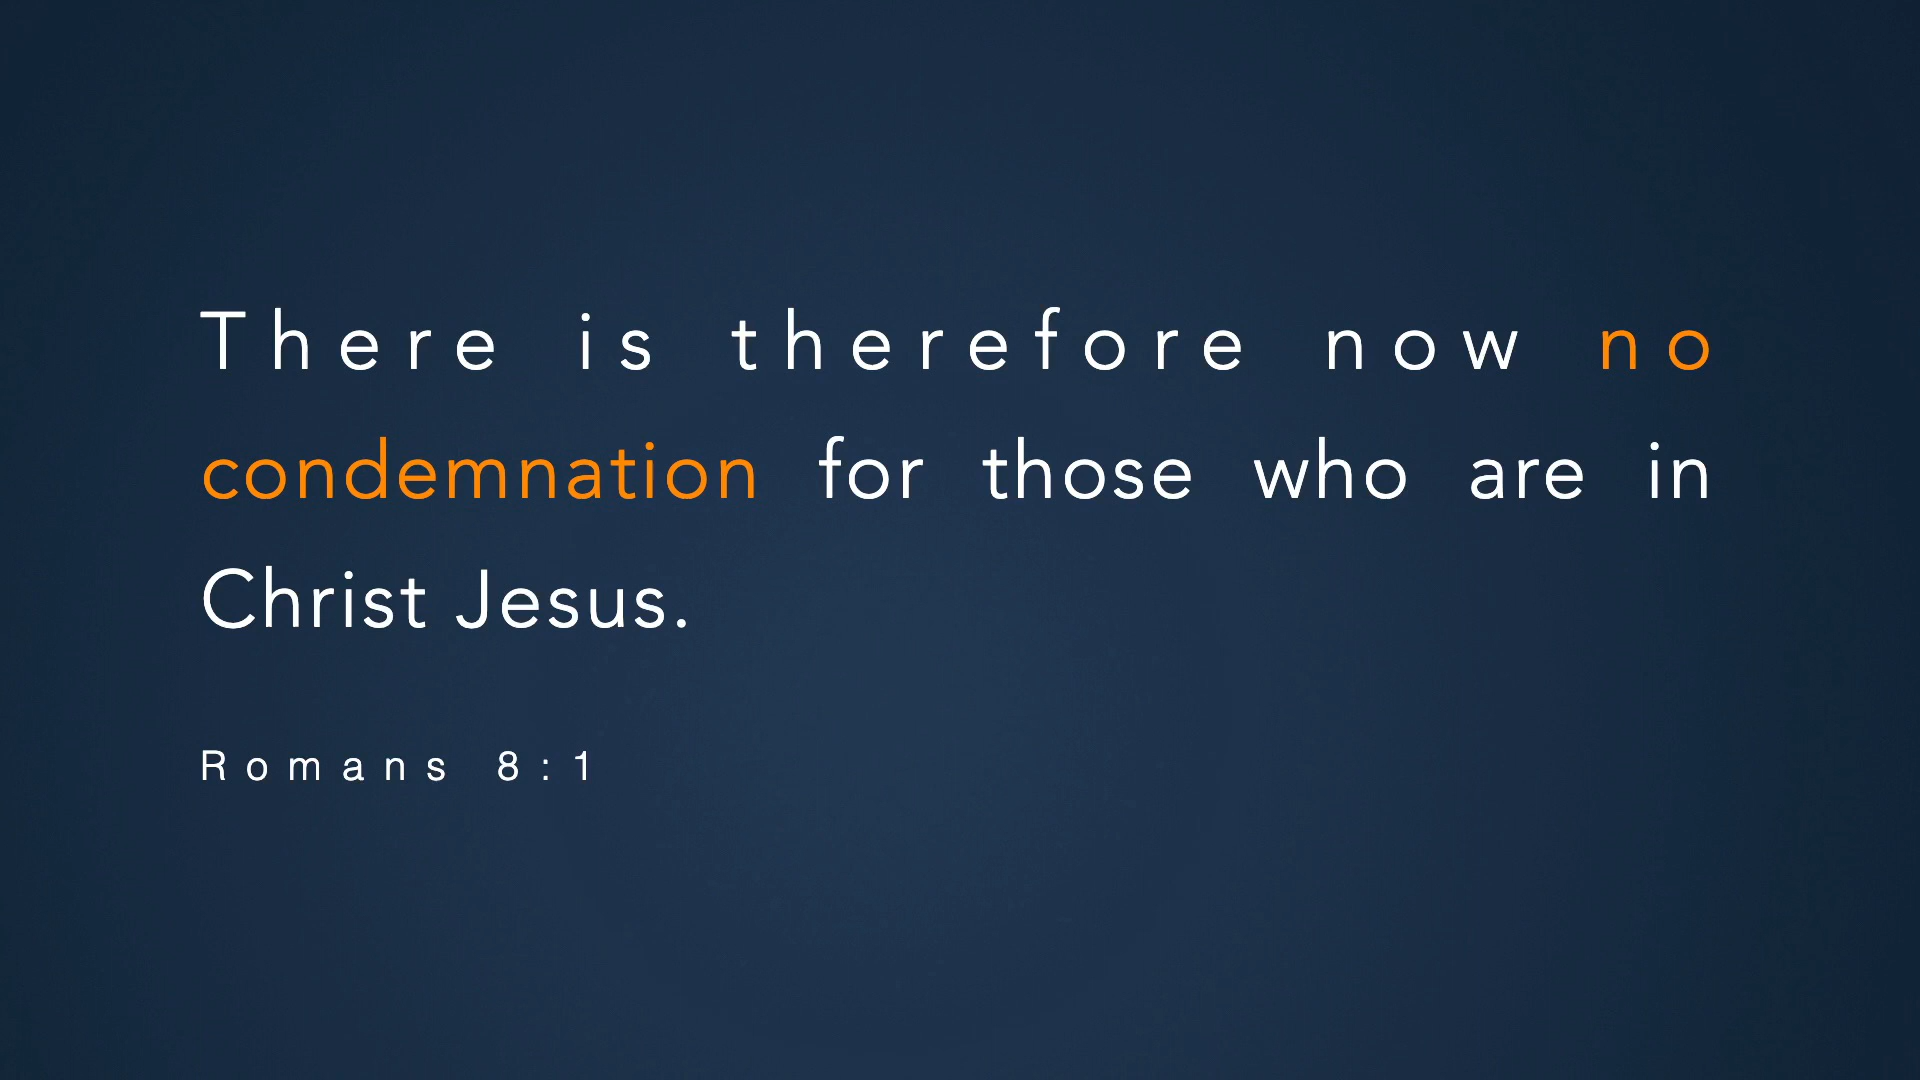 There is therefore now no
condemnation for those who are in
Christ Jesus.
Romans 8:1